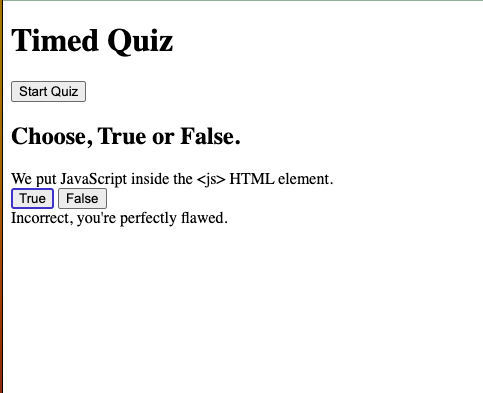 Timed Quiz
Start Quiz
Choose, True or False.
We put JavaScript inside the <js> HTML element.
True False
Incorrect, you're perfectly flawed.